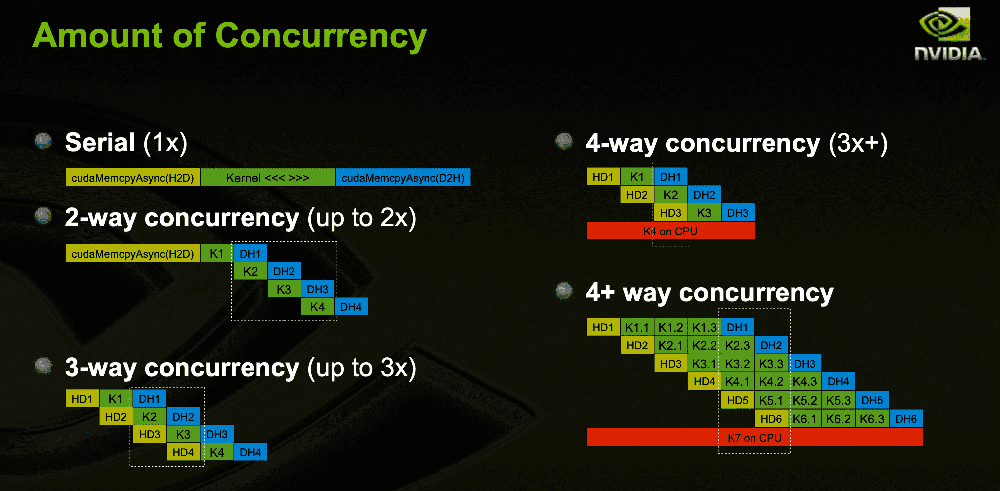 Amount of Concurrency
NVIDIA
Serial (1x)
cudaMemcpyAsync(H2D) Kernel <<< >>> cudaMemcpyAsync(D2H)
2-way concurrency (up to 2x)
cudaMemcpyAsync(H2D) K1 DH1
K2 DH2
K3 DH3
K4 DH4
3-way concurrency (up to 3x)
HD1 K1 DH1
HD2 K2 DH2
HD3 K3 DH3
HD4 K4 DH4
4-way concurrency (3x+)
HD1 K1 DH1
HD2 K2 DH2
HD3 K3 DH3
K4 on CPU
4+ way concurrency
HD1 K1.1 K1.2 K1.3 DH1
HD2 K2.1 K2.2 K2.3 DH2
HD3 K3.1 K3.2 K3.3 DH3
HD4 K4.1 K4.2 K4.3 DH4
HD5 K5.1 K5.2 K5.3 DH5
HD6 K6.1 K6.2 K6.3 DH6
K7 on CPU